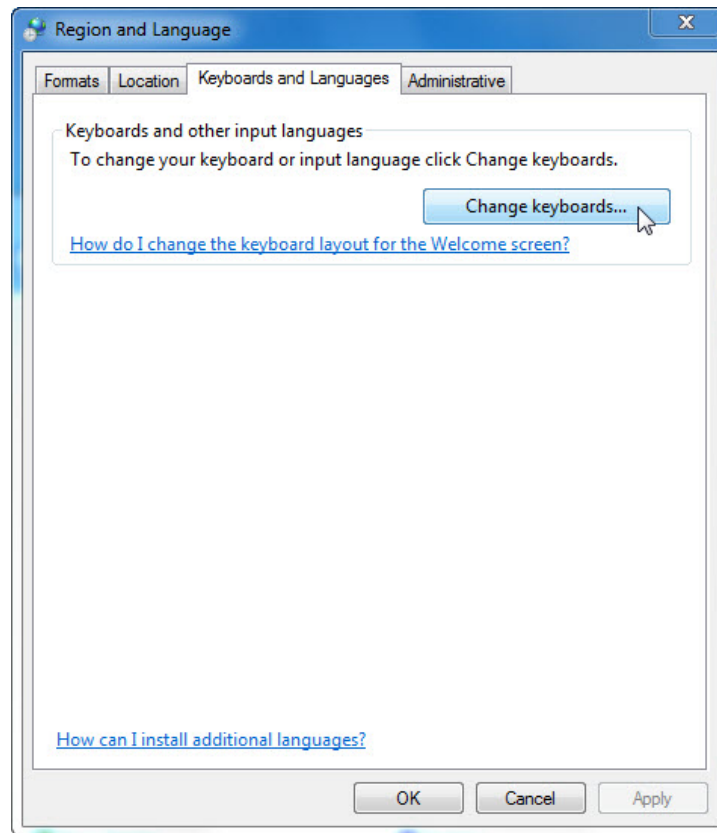 Region and Language
Formats Location Keyboards and Languages Administrative
Keyboards and other input languages
To change your keyboard or input language click Change keyboards.
Change keyboards...
How do I change the keyboard layout for the Welcome screen?
How can I install additional languages?
OK Cancel Apply